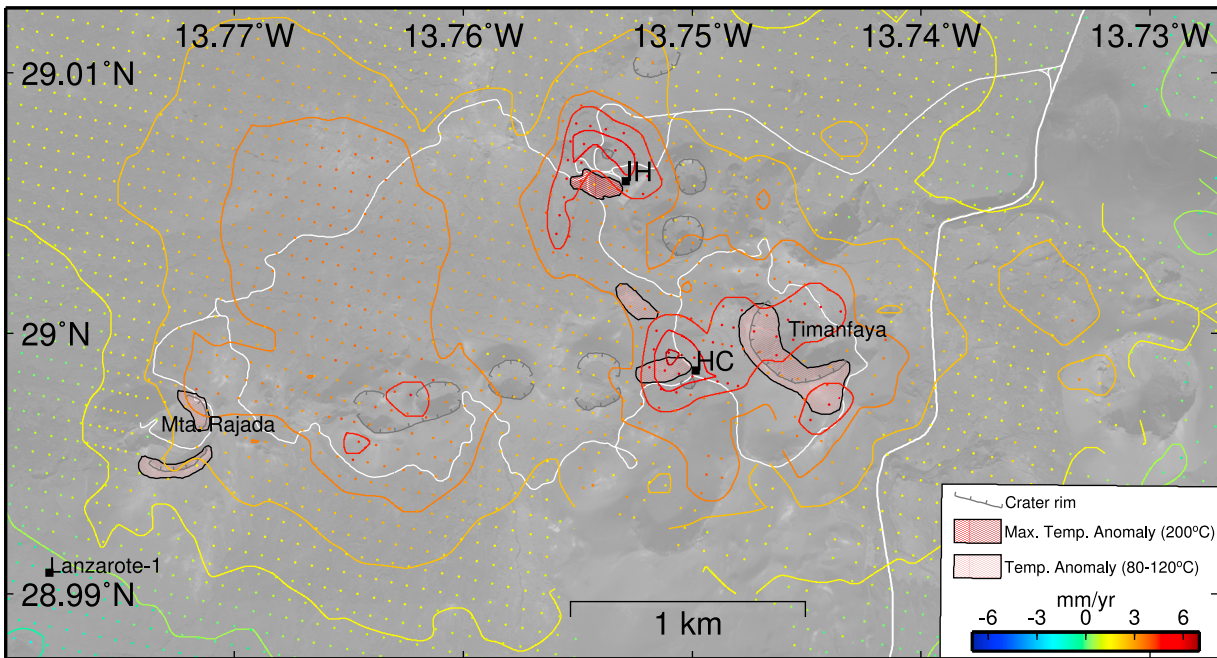 13.77˚W 13.76˚W 13.75˚W 13.74˚W 13.73˚W
29.01˚N
IH
29˚N
Timanfaya
HC
Mta. Rajada
Lanzarote-1
28.99˚N
1 km
Crater rim
Max. Temp. Anomaly (200ºC)
Temp. Anomaly (80-120ºC)
mm/yr
-6 -3 0 3 6